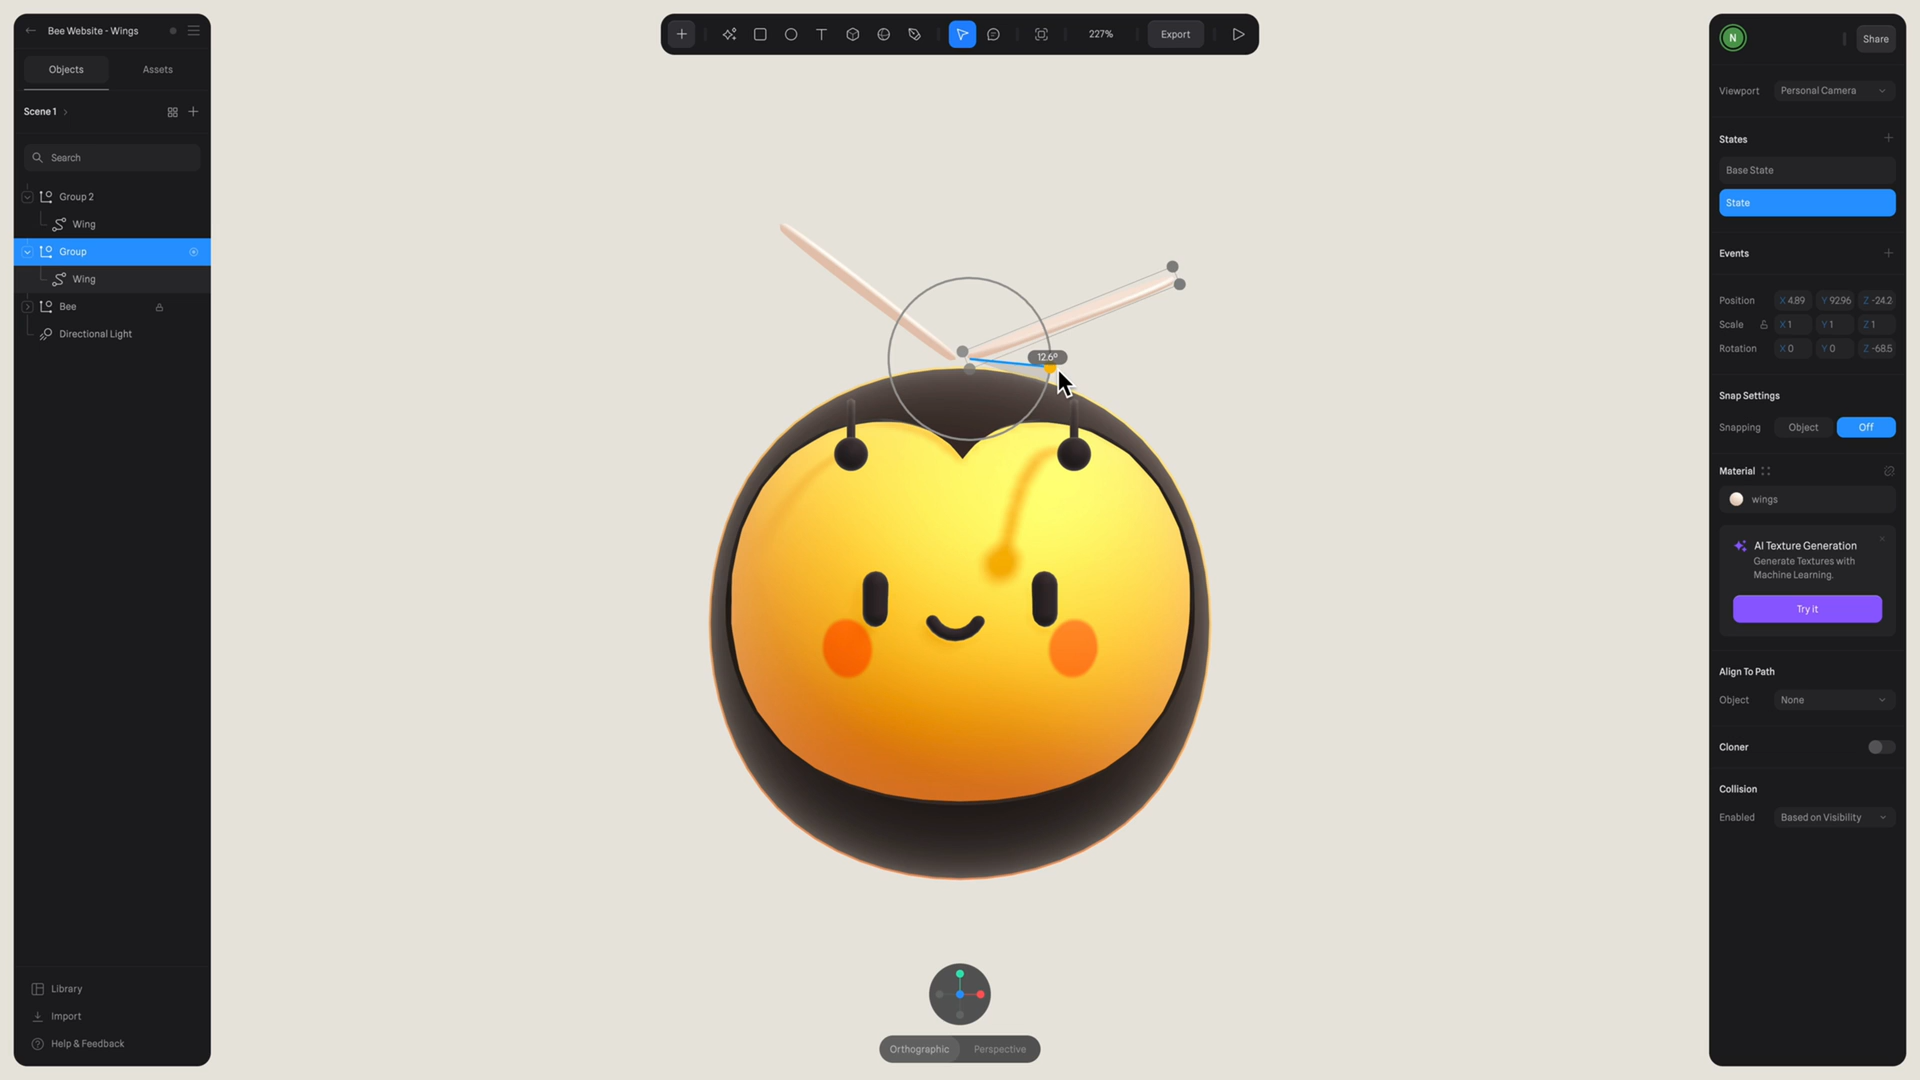 Bee Website - Wings
Objects
Assets
Scene 1
Search
Group 2
Wing
Group
Wing
Bee
Directional Light
Library
Import
Help & Feedback
T
227%
Export
12.6º
Orthographic
Perspective
N
Share
Viewport
Personal Camera
States
Base State
State
Events
Position X 4.89 Y 92.96 Z -24.2
Scale X 1 Y 1 Z 1
Rotation X 0 Y 0 Z -68.5
Snap Settings
Snapping Object Off
Material
wings
AI Texture Generation
Generate Textures with
Machine Learning.
Try it
Align To Path
Object None
Cloner
Collision
Enabled Based on Visibility